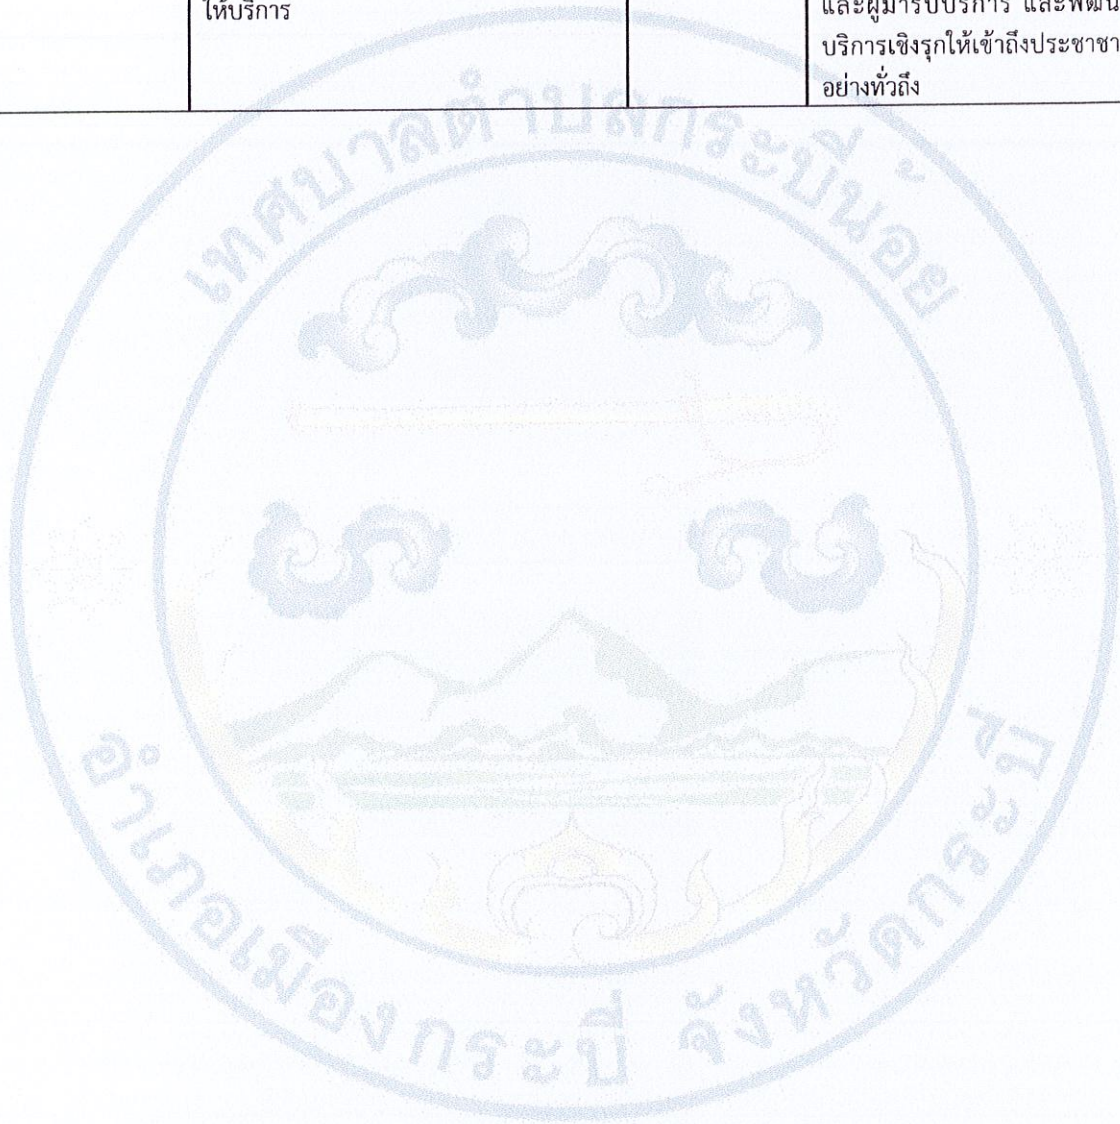 ให้บริการ
และผู้มารับบริการ และพัฒน
บริการเชิงรุกให้เข้าถึงประชาชา
อย่างทั่วถึง
เทศบาลตำบลกระบี่น้อย
อำเภอเมืองกระบี่ จังหวัดกระบี่